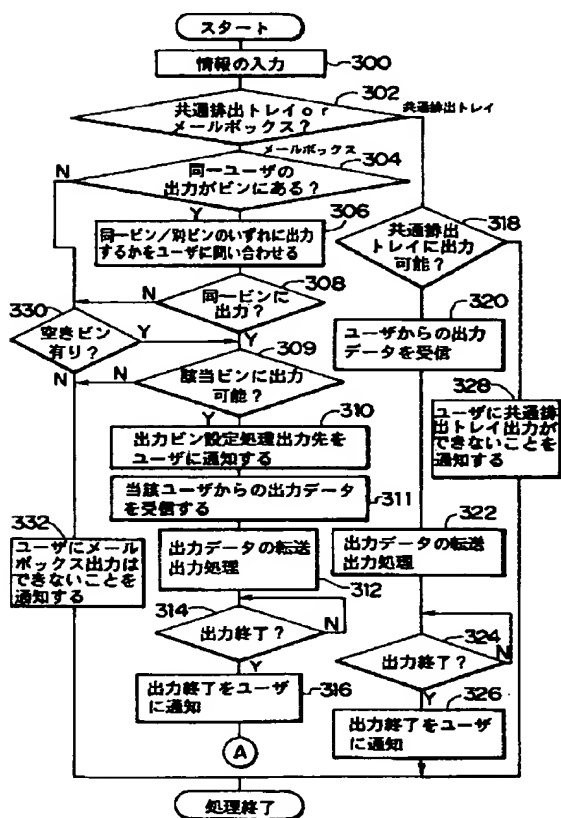 スタート
情報の入力
300
302
共通排出トレイor
メールボックス?
共通排出トレイ
メールボックス
304
N
同一ユーザの
出力がビンにある?
Y
306
同一ビン/別ビンのいずれに出力
するかをユーザに問い合わせる
318
共通排出
トレイに出力
可能?
308
N
同一ビンに
出力?
Y
330
空きビン
有り?
Y
N
309
N
該当ビンに出力
可能?
Y
320
ユーザからの出力
データを受信
310
出力ビン設定処理出力先を
ユーザに通知する
328
ユーザに共通排
出トレイ出力が
できないことを
通知する
当該ユーザからの出力データ
を受信する
311
332
ユーザにメール
ボックス出力は
できないことを
通知する
出力データの転送
出力処理
312
322
出力データの転送
出力処理
314
N
出力終了?
Y
324
N
出力終了?
Y
出力終了をユーザ
に通知
316
326
出力終了をユーザ
に通知
A
処理終了